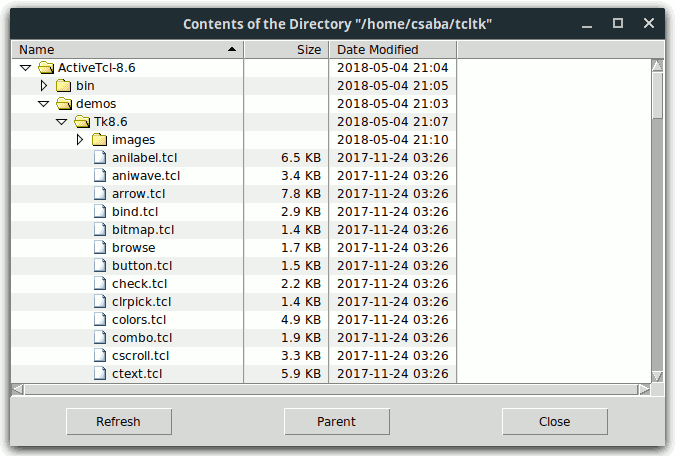 Contents of the Directory "/home/csaba/tcltk"
Name Size Date Modified
ActiveTcl-8.6 2018-05-04 21:04
bin 2018-05-04 21:05
demos 2018-05-04 21:03
Tk8.6 2018-05-04 21:07
images 2018-05-04 21:10
anilabel.tcl 6.5 KB 2017-11-24 03:26
aniwave.tcl 3.4 KB 2017-11-24 03:26
arrow.tcl 7.8 KB 2017-11-24 03:26
bind.tcl 2.9 KB 2017-11-24 03:26
bitmap.tcl 1.4 KB 2017-11-24 03:26
browse 1.7 KB 2017-11-24 03:26
button.tcl 1.5 KB 2017-11-24 03:26
check.tcl 2.2 KB 2017-11-24 03:26
clrpick.tcl 1.4 KB 2017-11-24 03:26
colors.tcl 4.9 KB 2017-11-24 03:26
combo.tcl 1.9 KB 2017-11-24 03:26
cscroll.tcl 3.3 KB 2017-11-24 03:26
ctext.tcl 5.9 KB 2017-11-24 03:26
Refresh Parent Close